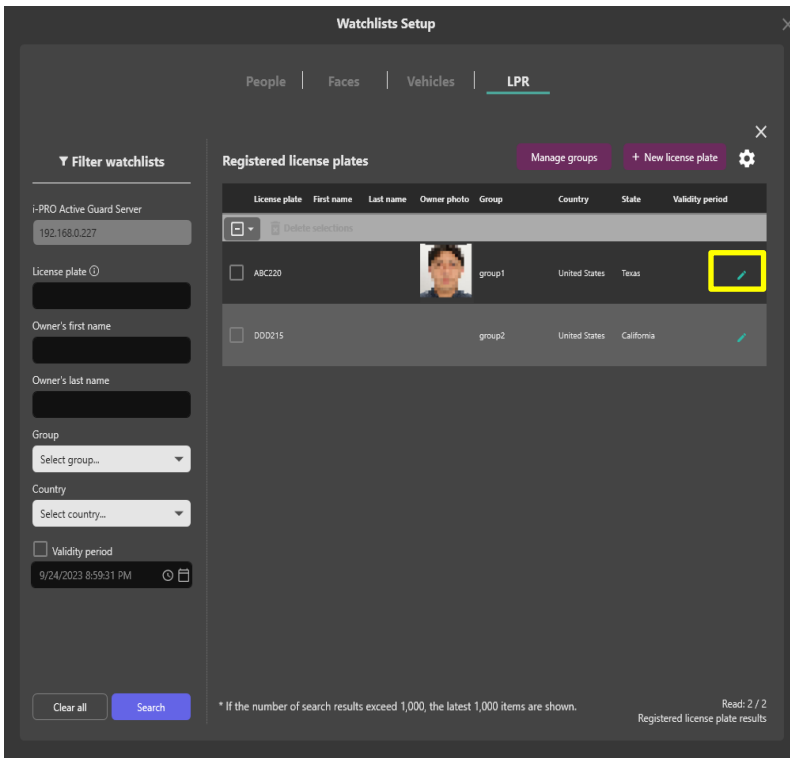 Watchlists Setup
People
Faces
Vehicles
LPR
Filter watchlists
i-PRO Active Guard Server
192.168.0.227
License plate
Owner's first name
Owner's last name
Group
Select group...
Country
Select country...
Validity period
9/24/2023 8:59:31 PM
Clear all
Search
Registered license plates
Manage groups
+ New license plate
License plate First name Last name Owner photo Group Country State Validity period
Delete selections
ABC220 group1 United States Texas
DDD215 group2 United States California
* If the number of search results exceed 1,000, the latest 1,000 items are shown.
Read: 2 / 2
Registered license plate results